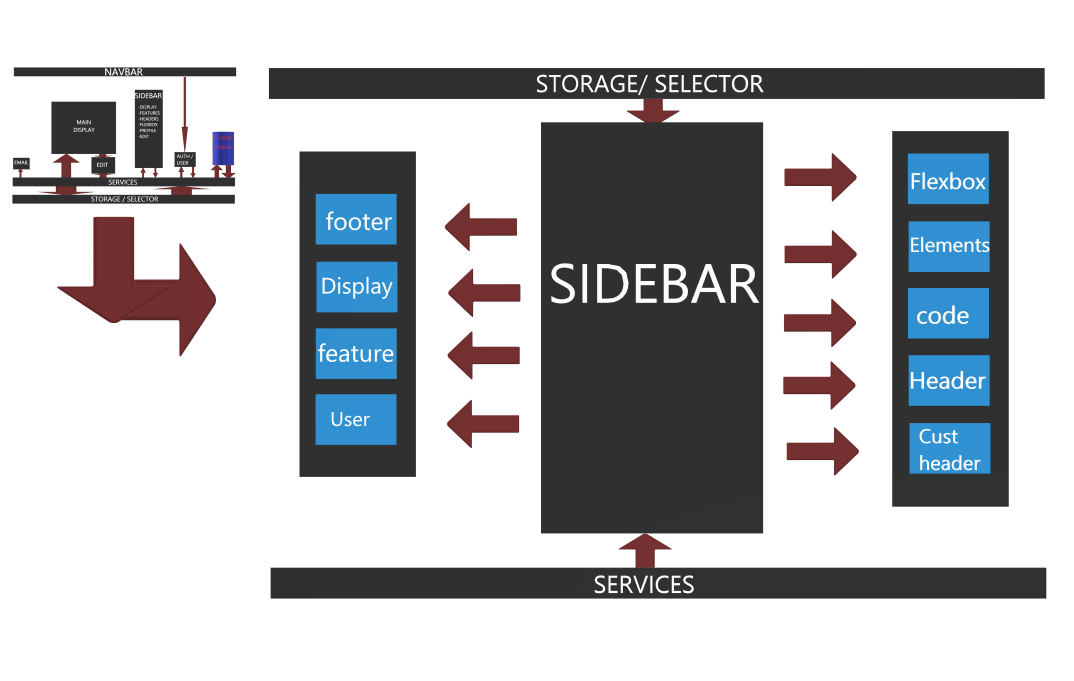 NAVBAR
SIDEBAR
-DISPLAY
-FEATURES
-HEADERS
-FLEXBOX
-PROFILE
-EDIT
MAIN
DISPLAY
EMAIL
EDIT
AUTH /
USER
SERVICES
STORAGE / SELECTOR
STORAGE/ SELECTOR
SIDEBAR
footer
Display
feature
User
Flexbox
Elements
code
Header
Cust
header
SERVICES